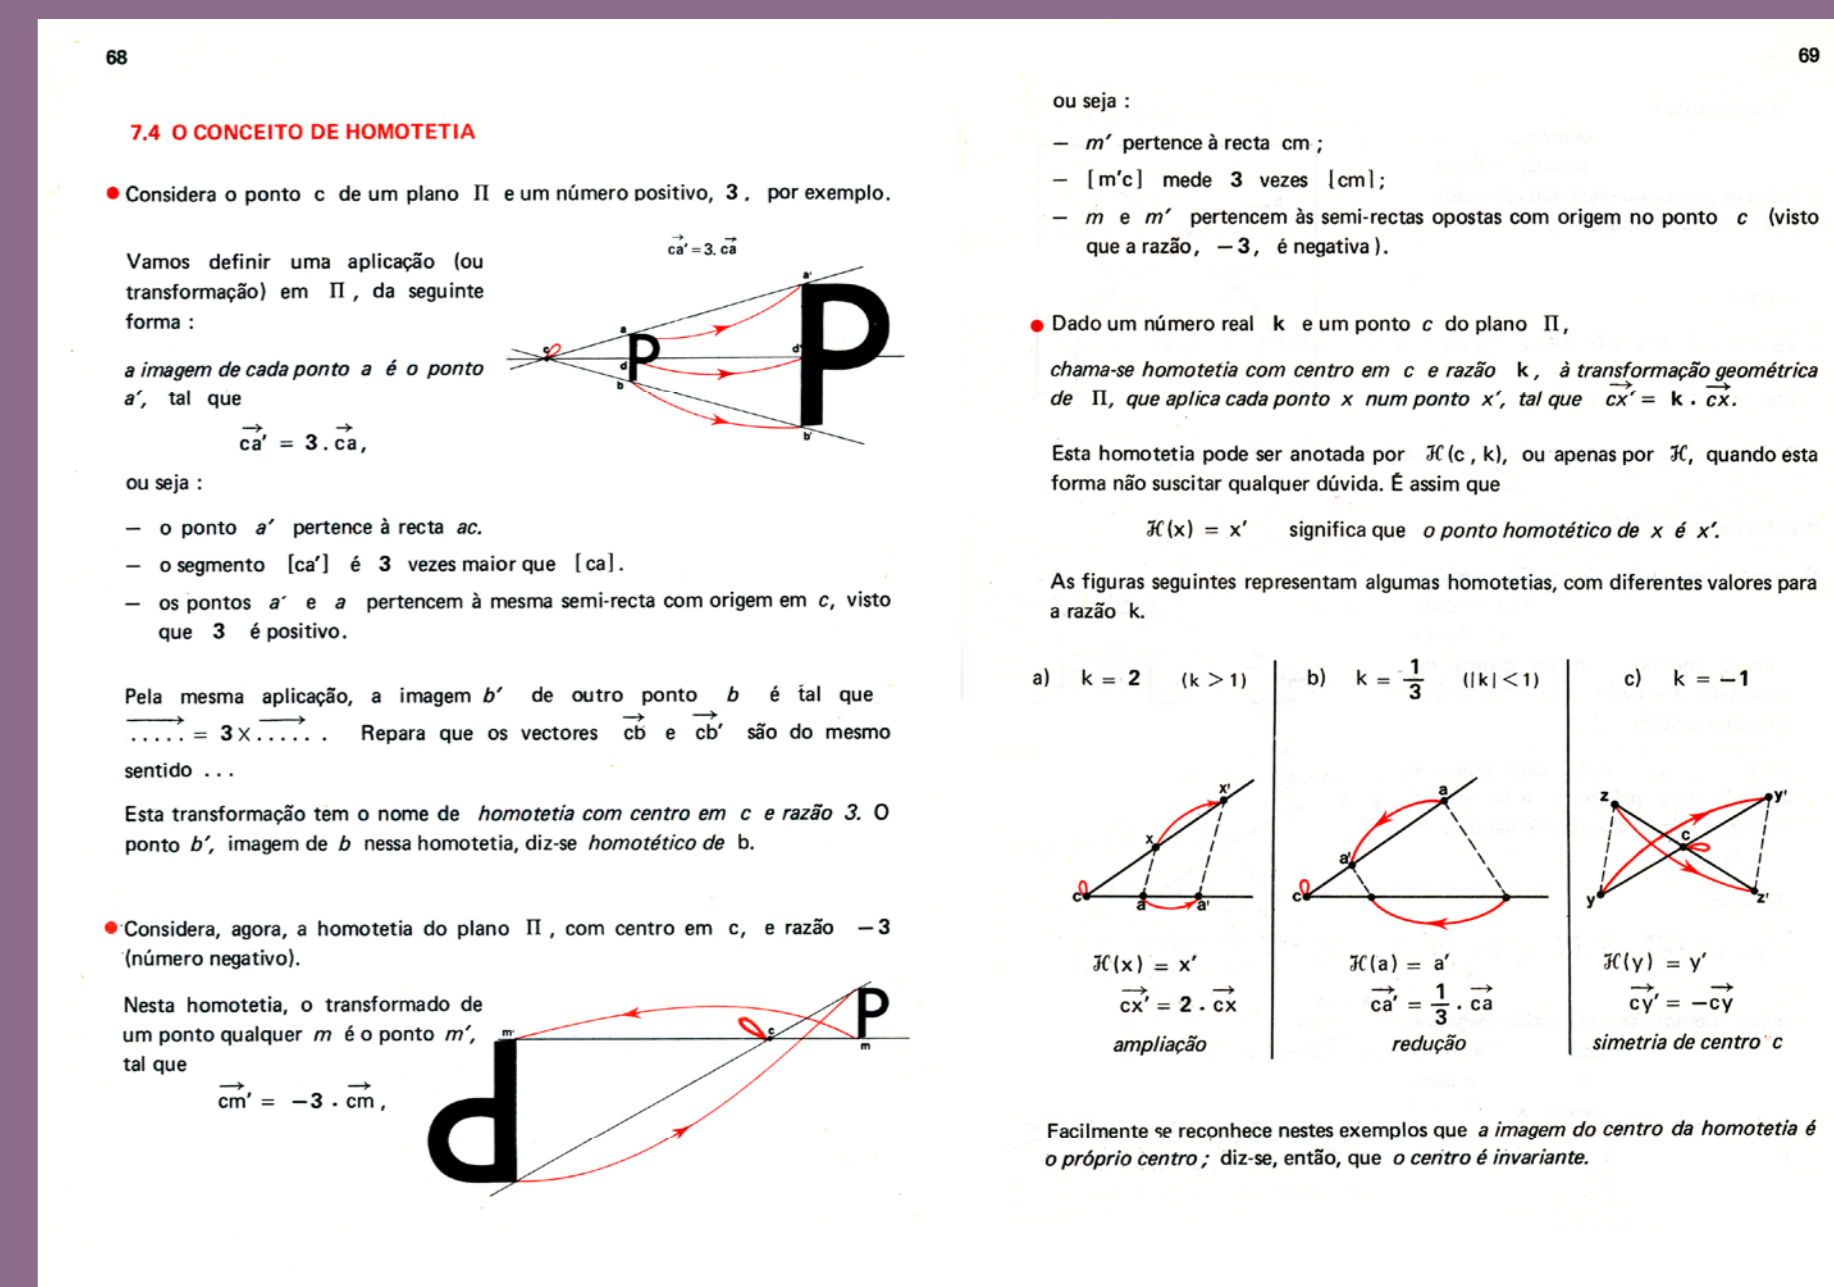 68
7.4 O CONCEITO DE HOMOTETIA
Considera o ponto c de um plano Π e um número positivo, 3, por exemplo.
Vamos definir uma aplicação (ou
transformação) em Π, da seguinte
forma :
a imagem de cada ponto a é o ponto
a′, tal que
ca′ = 3 . ca,
ca′ = 3. ca
c a a' d d' b b'
ou seja :
— o ponto a′ pertence à recta ac.
— o segmento [ca′] é 3 vezes maior que [ca].
— os pontos a′ e a pertencem à mesma semi-recta com origem em c, visto
que 3 é positivo.
Pela mesma aplicação, a imagem b′ de outro ponto b é tal que
..... = 3 × ...... . Repara que os vectores cb e cb′ são do mesmo
sentido ...
Esta transformação tem o nome de homotetia com centro em c e razão 3. O
ponto b′, imagem de b nessa homotetia, diz-se homotético de b.
Considera, agora, a homotetia do plano Π, com centro em c, e razão —3
(número negativo).
Nesta homotetia, o transformado de
um ponto qualquer m é o ponto m′,
tal que
cm′ = —3 . cm,
m' c m
69
ou seja :
— m′ pertence à recta cm ;
— [m′c] mede 3 vezes [cm];
— m e m′ pertencem às semi-rectas opostas com origem no ponto c (visto
que a razão, —3, é negativa).
Dado um número real k e um ponto c do plano Π,
chama-se homotetia com centro em c e razão k, à transformação geométrica
de Π, que aplica cada ponto x num ponto x′, tal que cx′ = k . cx.
Esta homotetia pode ser anotada por ℋ(c , k), ou apenas por ℋ, quando esta
forma não suscitar qualquer dúvida. É assim que
ℋ(x) = x′ significa que o ponto homotético de x é x′.
As figuras seguintes representam algumas homotetias, com diferentes valores para
a razão k.
a) k = 2 (k > 1)
c x x' a a'
ℋ(x) = x′
cx′ = 2 . cx
ampliação
b) k = 1/3 (|k| < 1)
c a' a
ℋ(a) = a′
ca′ = 1/3 . ca
redução
c) k = —1
z y' c y z'
ℋ(y) = y′
cy′ = —cy
simetria de centro c
Facilmente se reconhece nestes exemplos que a imagem do centro da homotetia é
o próprio centro ; diz-se, então, que o centro é invariante.